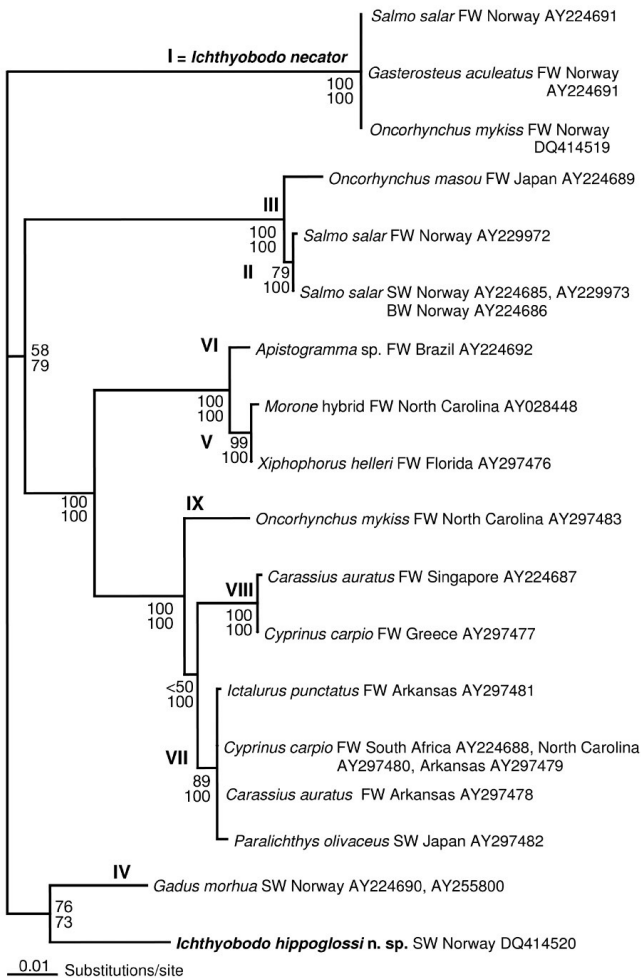 Salmo salar FW Norway AY224691
I = Ichthyobodo necator
Gasterosteus aculeatus FW Norway
AY224691
100
100
Oncorhynchus mykiss FW Norway
DQ414519
Oncorhynchus masou FW Japan AY224689
III
100
100
Salmo salar FW Norway AY229972
II
79
100
Salmo salar SW Norway AY224685, AY229973
BW Norway AY224686
58
79
VI
Apistogramma sp. FW Brazil AY224692
100
100
Morone hybrid FW North Carolina AY028448
V
99
100
Xiphophorus helleri FW Florida AY297476
100
100
IX
Oncorhynchus mykiss FW North Carolina AY297483
Carassius auratus FW Singapore AY224687
VIII
100
100
100
100
Cyprinus carpio FW Greece AY297477
<50
100
Ictalurus punctatus FW Arkansas AY297481
Cyprinus carpio FW South Africa AY224688, North Carolina
AY297480, Arkansas AY297479
VII
89
100
Carassius auratus FW Arkansas AY297478
Paralichthys olivaceus SW Japan AY297482
IV
Gadus morhua SW Norway AY224690, AY255800
76
73
Ichthyobodo hippoglossi n. sp. SW Norway DQ414520
0.01 Substitutions/site